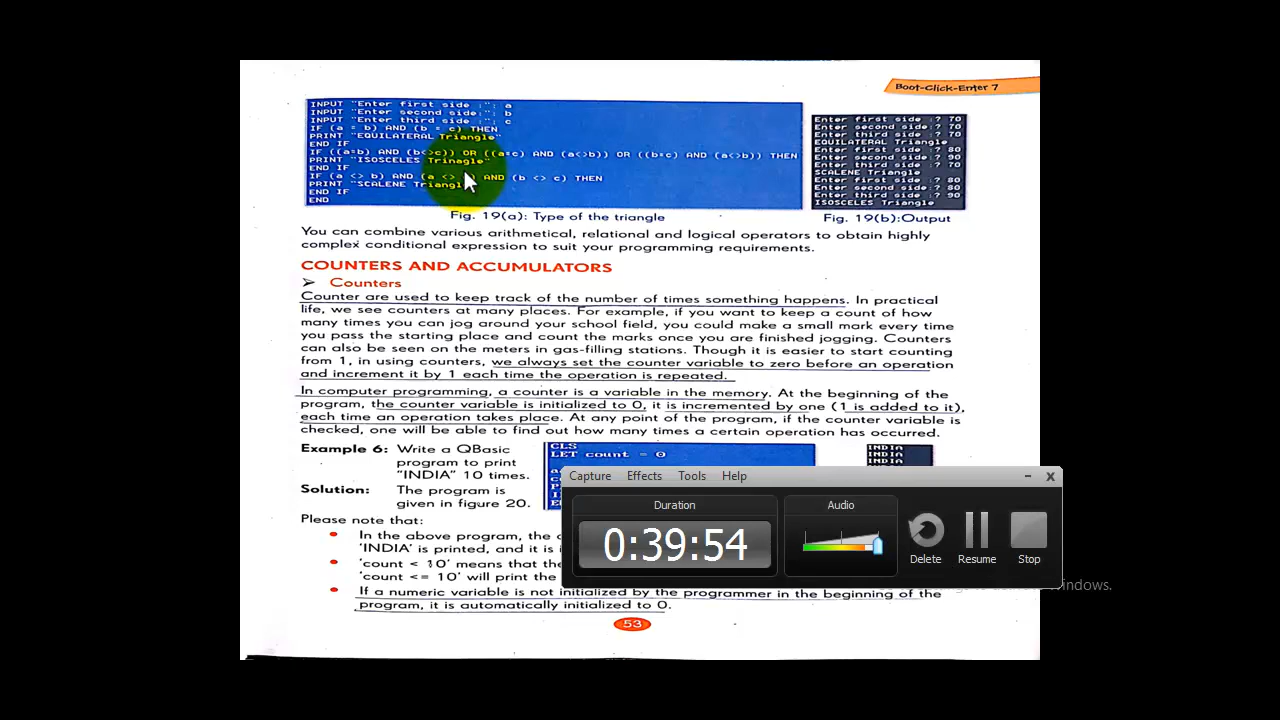 Boot-Click-Enter 7
INPUT "Enter first side :": a
INPUT "Enter second side:": b
INPUT "Enter third side :": c
IF (a = b) AND (b = c) THEN
PRINT "EQUILATERAL Triangle"
END IF
IF ((a=b) AND (b<>c)) OR ((a=c) AND (a<>b)) OR ((b=c) AND (a<>b)) THEN
PRINT "ISOSCELES Trinagle"
END IF
IF (a <> b) AND (a <> AND (b <> c) THEN
PRINT "SCALENE Triangle
END IF
END
Enter first side :? 70
Enter second side :? 70
Enter third side :? 70
EQUILATERAL Triangle
Enter first side :? 80
Enter second side :? 90
Enter third side :? 70
SCALENE Triangle
Enter first side :? 80
Enter second side :? 80
Enter third side :? 90
ISOSCELES Triangle
Fig. 19(a): Type of the triangle
Fig. 19(b):Output
You can combine various arithmetical, relational and logical operators to obtain highly
complex conditional expression to suit your programming requirements.
COUNTERS AND ACCUMULATORS
➢ Counters
Counter are used to keep track of the number of times something happens. In practical
life, we see counters at many places. For example, if you want to keep a count of how
many times you can jog around your school field, you could make a small mark every time
you pass the starting place and count the marks once you are finished jogging. Counters
can also be seen on the meters in gas-filling stations. Though it is easier to start counting
from 1, in using counters, we always set the counter variable to zero before an operation
and increment it by 1 each time the operation is repeated.
In computer programming, a counter is a variable in the memory. At the beginning of the
program, the counter variable is initialized to 0, it is incremented by one (1 is added to it),
each time an operation takes place. At any point of the program, if the counter variable is
checked, one will be able to find out how many times a certain operation has occurred.
Example 6: Write a QBasic
program to print
"INDIA" 10 times.
Solution: The program is
given in figure 20.
CLS
LET count = 0
INDIA
INDIA
Please note that:
• In the above program, the
'INDIA' is printed, and it is
• 'count < 10' means that the
'count <= 10' will print the
• If a numeric variable is not initialized by the programmer in the beginning of the
program, it is automatically initialized to 0.
53
Capture Effects Tools Help
Duration
0:39:54
Audio
Delete
Resume
Stop